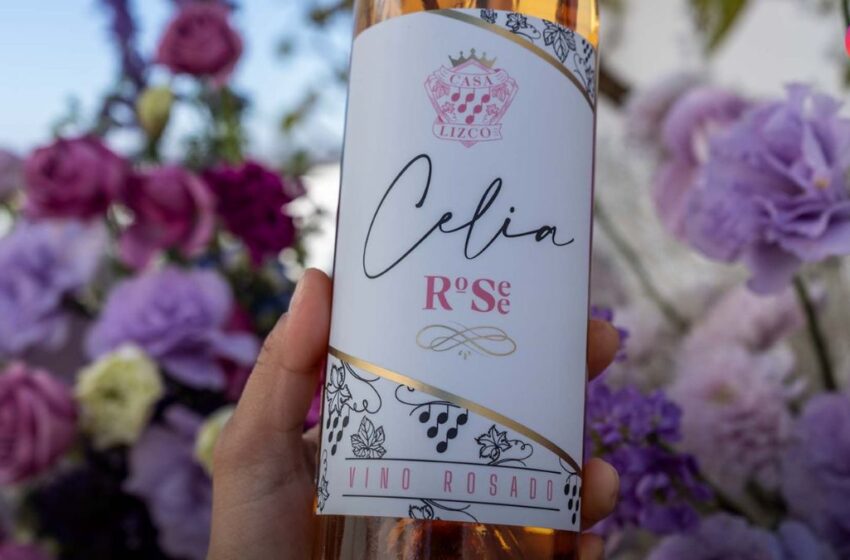 CASA
LIZCO
Celia
RoSee
VINO ROSADO